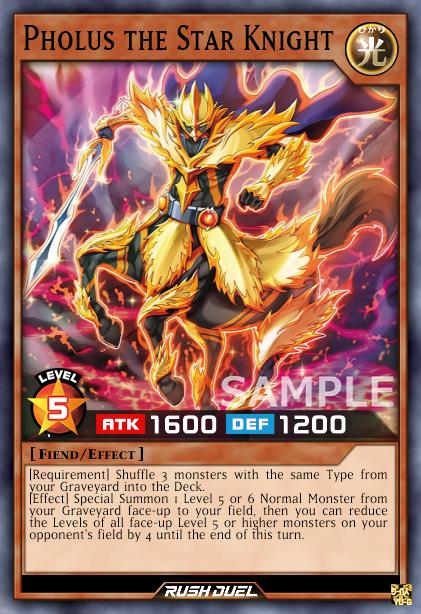 PHOLUS THE STAR KNIGHT
ひかり
光
SAMPLE
LEVEL
5
ATK 1600 DEF 1200
[FIEND/EFFECT]
[Requirement] Shuffle 3 monsters with the same Type from
your Graveyard into the Deck.
[Effect] Special Summon 1 Level 5 or 6 Normal Monster from
your Graveyard face-up to your field, then you can reduce
the Levels of all face-up Level 5 or higher monsters on your
opponent's field by 4 until the end of this turn.
RUSH DUEL